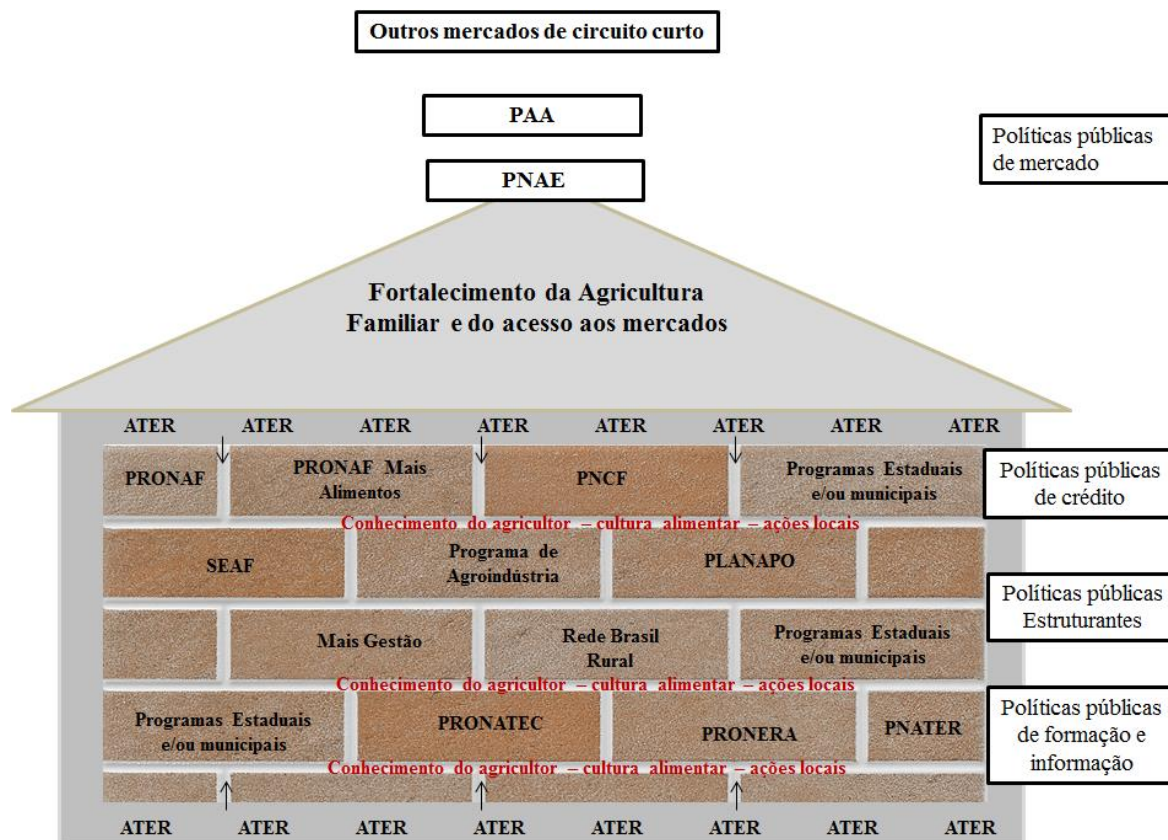 Outros mercados de circuito curto
PAA
PNAE
Políticas públicas
de mercado
Fortalecimento da Agricultura
Familiar e do acesso aos mercados
ATER ATER ATER ATER ATER ATER ATER ATER
PRONAF
PRONAF Mais
Alimentos
PNCF
Programas Estaduais
e/ou municipais
Políticas públicas
de crédito
Conhecimento do agricultor – cultura alimentar – ações locais
SEAF
Programa de
Agroindústria
PLANAPO
Políticas públicas
Estruturantes
Mais Gestão
Rede Brasil
Rural
Programas Estaduais
e/ou municipais
Conhecimento do agricultor – cultura alimentar – ações locais
Programas Estaduais
e/ou municipais
PRONATEC
PRONERA
PNATER
Políticas públicas
de formação e
informação
Conhecimento do agricultor – cultura alimentar – ações locais
ATER ATER ATER ATER ATER ATER ATER ATER